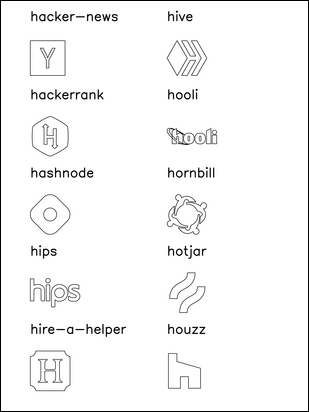 hacker-news hive
Y
hackerrank hooli
H hooli
hashnode hornbill
hips hotjar
hips
hire-a-helper houzz
H